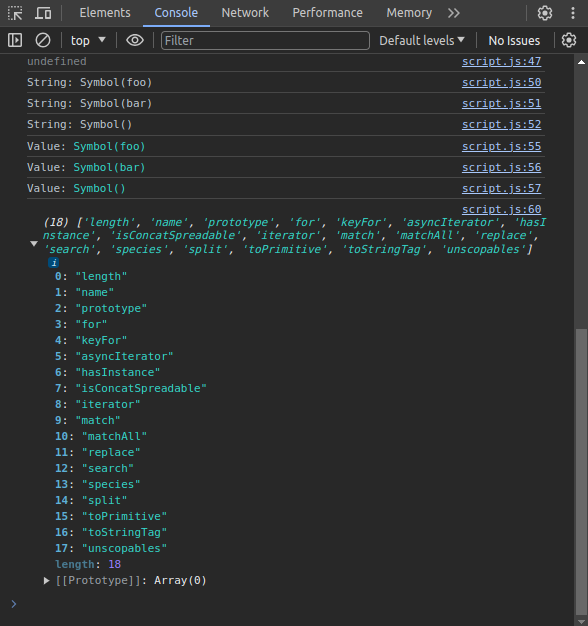 Elements Console Network Performance Memory
top Filter Default levels No Issues
undefined script.js:47
String: Symbol(foo) script.js:50
String: Symbol(bar) script.js:51
String: Symbol() script.js:52
Value: Symbol(foo) script.js:55
Value: Symbol(bar) script.js:56
Value: Symbol() script.js:57
script.js:60
(18) ['length', 'name', 'prototype', 'for', 'keyFor', 'asyncIterator', 'hasI
nstance', 'isConcatSpreadable', 'iterator', 'match', 'matchAll', 'replace',
'search', 'species', 'split', 'toPrimitive', 'toStringTag', 'unscopables']
i
0: "length"
1: "name"
2: "prototype"
3: "for"
4: "keyFor"
5: "asyncIterator"
6: "hasInstance"
7: "isConcatSpreadable"
8: "iterator"
9: "match"
10: "matchAll"
11: "replace"
12: "search"
13: "species"
14: "split"
15: "toPrimitive"
16: "toStringTag"
17: "unscopables"
length: 18
[[Prototype]]: Array(0)